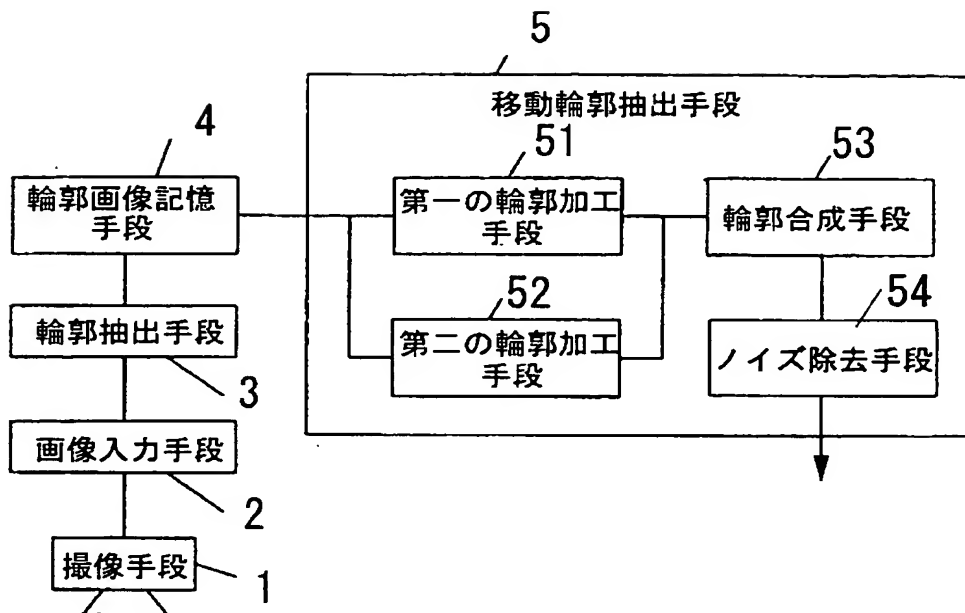 5
移動輪郭抽出手段
4
51
53
輪郭画像記憶
手段
第一の輪郭加工
手段
輪郭合成手段
52
54
輪郭抽出手段
第二の輪郭加工
手段
ノイズ除去手段
3
画像入力手段
2
撮像手段
1